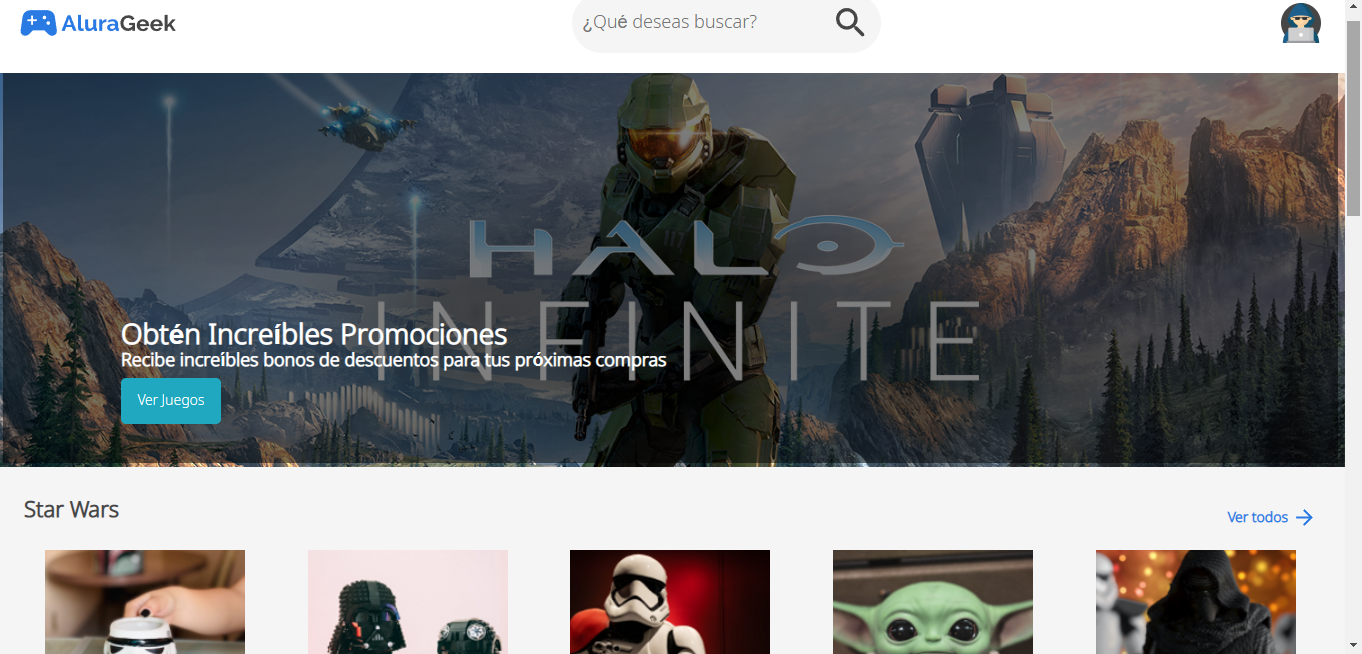 AluraGeek
¿Qué deseas buscar?
HALO
INFINITE
Obtén Increíbles Promociones
Recibe increíbles bonos de descuentos para tus próximas compras
Ver Juegos
Star Wars
Ver todos